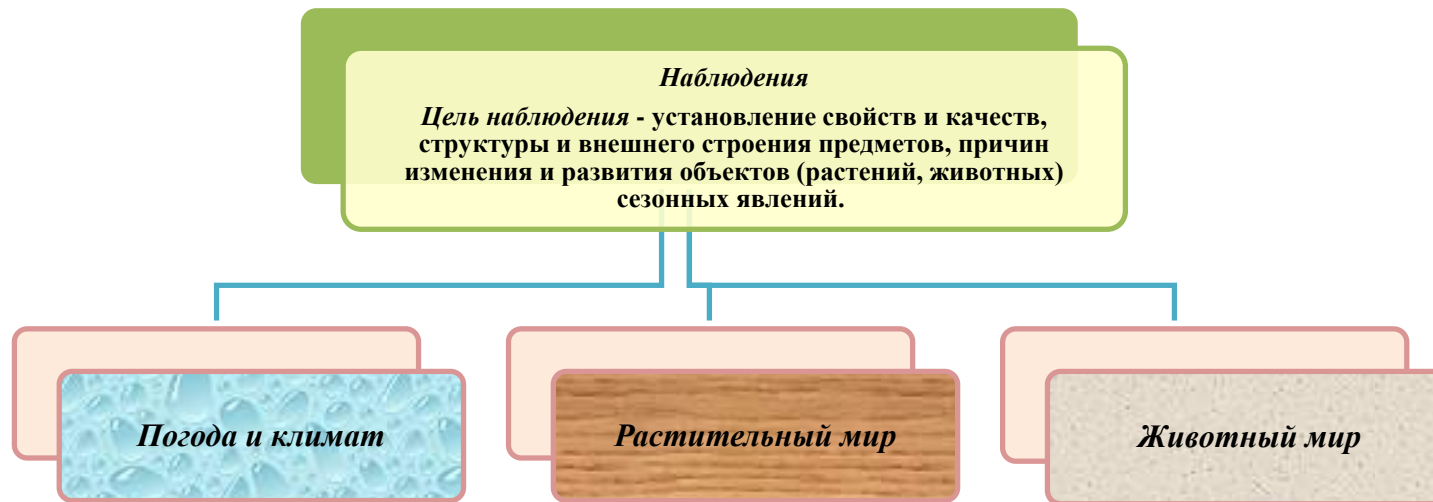 Наблюдения
Цель наблюдения - установление свойств и качеств,
структуры и внешнего строения предметов, причин
изменения и развития объектов (растений, животных)
сезонных явлений.
Погода и климат
Растительный мир
Животный мир